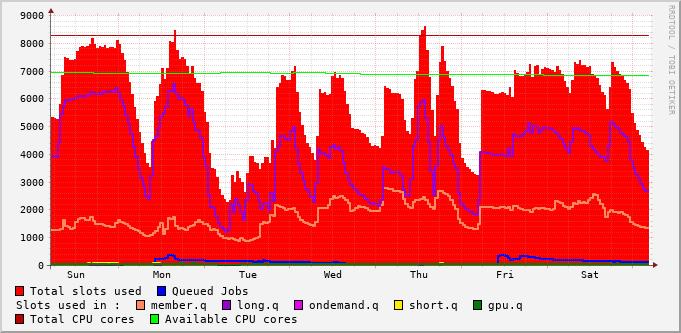 9000
8000
7000
6000
5000
4000
3000
2000
1000
0
Sun Mon Tue Wed Thu Fri Sat
RRDTOOL / TOBI OETIKER
Total slots used Queued Jobs
Slots used in : member.q long.q ondemand.q short.q gpu.q
Total CPU cores Available CPU cores